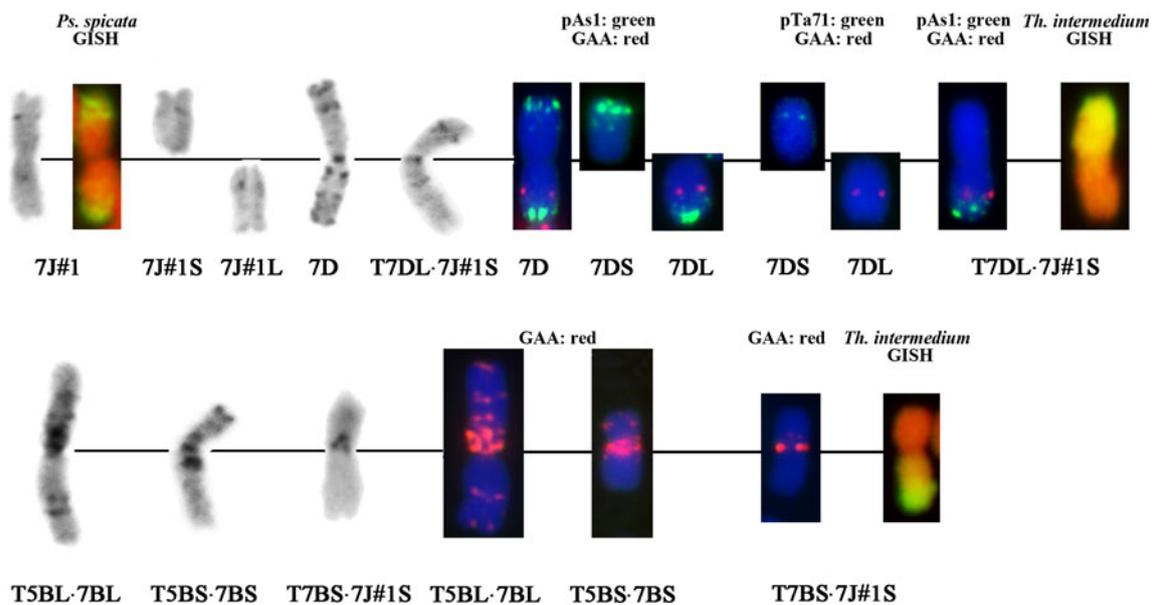 Ps. spicata
GISH
pAs1: green
GAA: red
pTa71: green
GAA: red
pAs1: green
GAA: red
Th. intermedium
GISH
7J#1
7J#1S
7J#1L
7D
T7DL·7J#1S
7D
7DS
7DL
7DS
7DL
T7DL·7J#1S
GAA: red
GAA: red
Th. intermedium
GISH
T5BL·7BL
T5BS·7BS
T7BS·7J#1S
T5BL·7BL
T5BS·7BS
T7BS·7J#1S